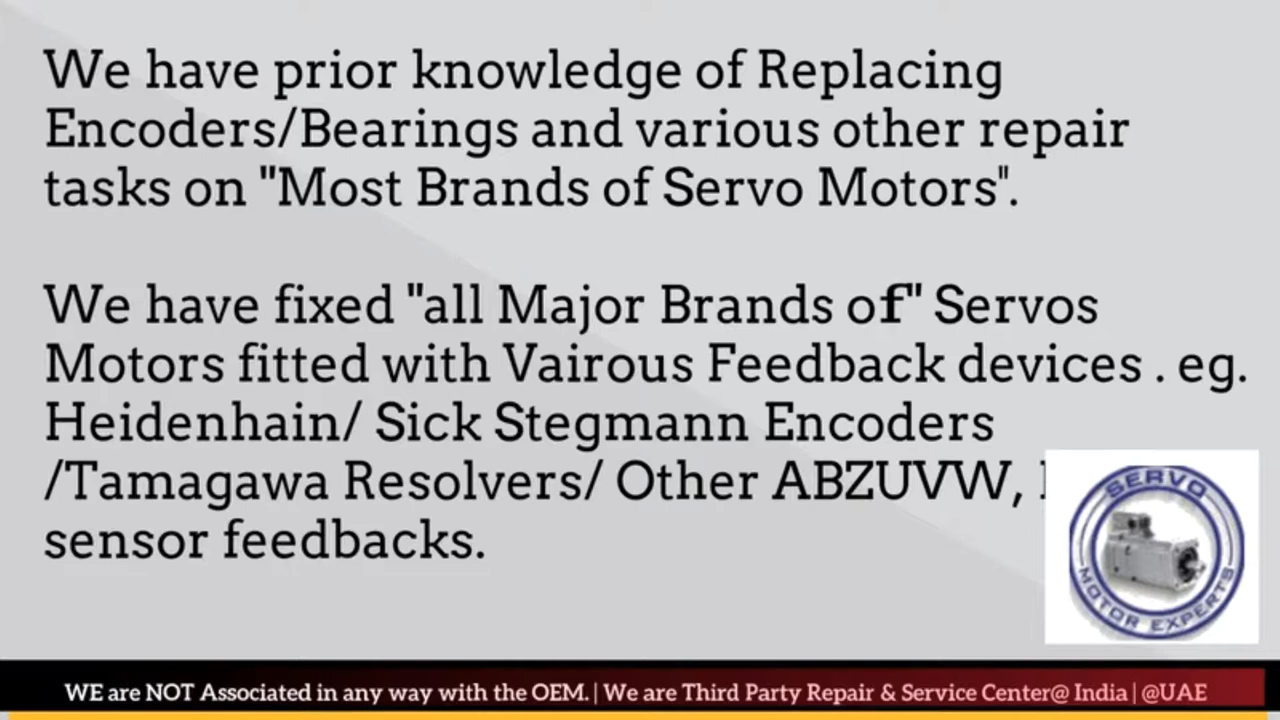 We have prior knowledge of Replacing
Encoders/Bearings and various other repair
tasks on "Most Brands of Servo Motors".
We have fixed "all Major Brands of" Servos
Motors fitted with Vairous Feedback devices . eg.
Heidenhain/ Sick Stegmann Encoders
/Tamagawa Resolvers/ Other ABZUVW,
sensor feedbacks.
SERVO
MOTOR EXPERTS
WE are NOT Associated in any way with the OEM. | We are Third Party Repair & Service Center@ India | @UAE